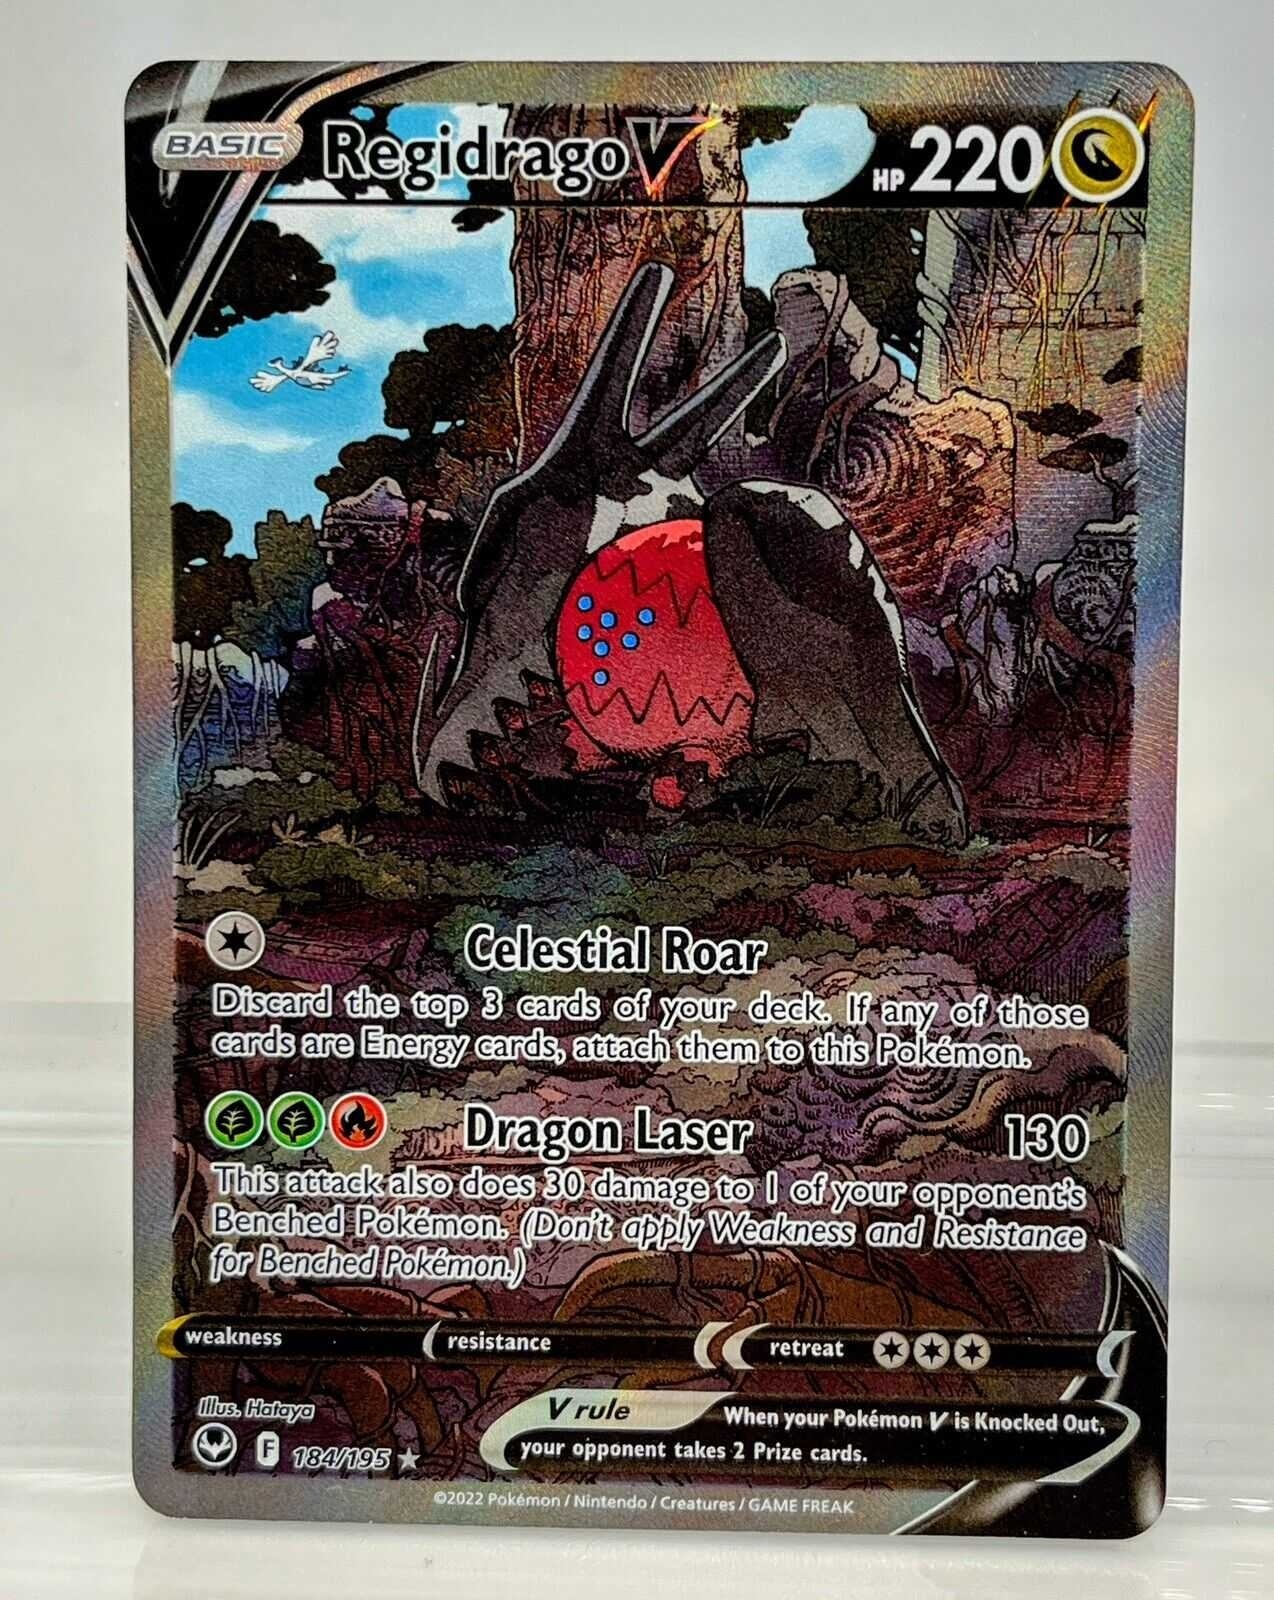 BASIC Regidrago V HP 220
Celestial Roar
Discard the top 3 cards of your deck. If any of those
cards are Energy cards, attach them to this Pokémon.
Dragon Laser 130
This attack also does 30 damage to 1 of your opponent's
Benched Pokémon. (Don't apply Weakness and Resistance
for Benched Pokémon.)
weakness resistance retreat
Illus. Hataya
V rule When your Pokémon V is Knocked Out,
your opponent takes 2 Prize cards.
F 184/195 ★
©2022 Pokémon / Nintendo / Creatures / GAME FREAK